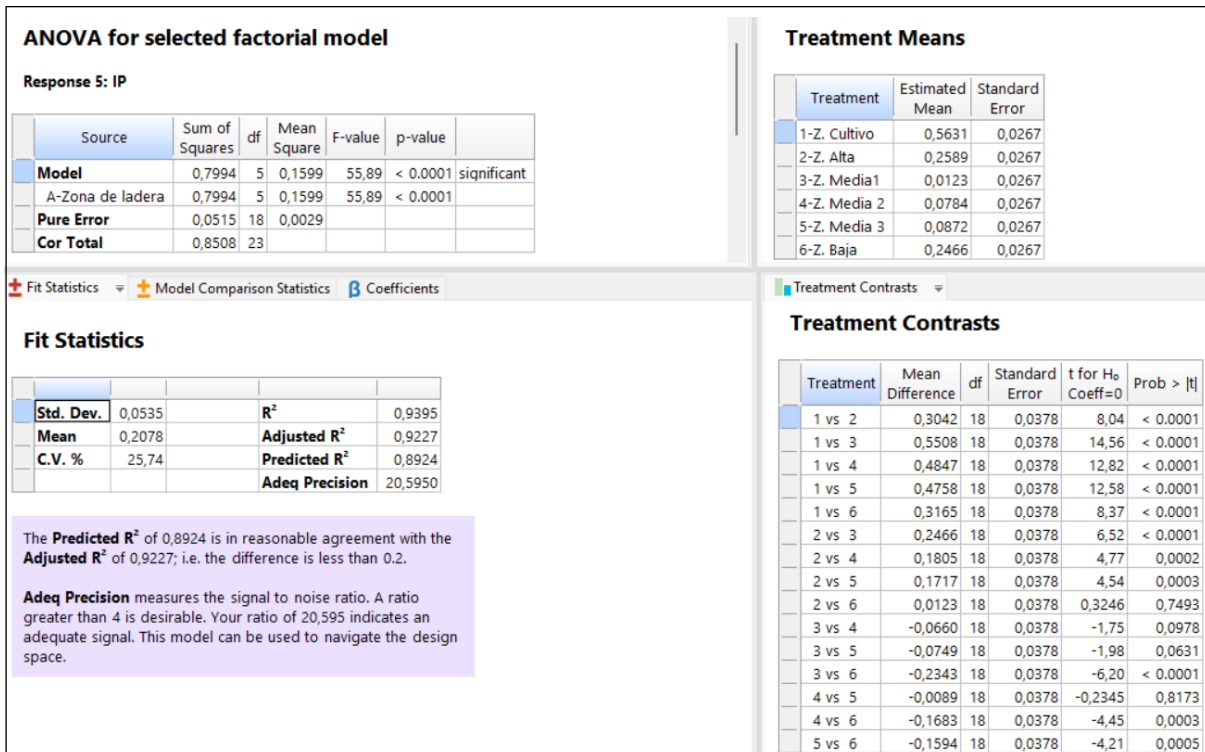 ANOVA for selected factorial model
Response 5: IP
Source Sum of Squares df Mean Square F-value p-value
Model 0,7994 5 0,1599 55,89 < 0.0001 significant
A-Zona de ladera 0,7994 5 0,1599 55,89 < 0.0001
Pure Error 0,0515 18 0,0029
Cor Total 0,8508 23
Treatment Means
Treatment Estimated Mean Standard Error
1-Z. Cultivo 0,5631 0,0267
2-Z. Alta 0,2589 0,0267
3-Z. Media1 0,0123 0,0267
4-Z. Media 2 0,0784 0,0267
5-Z. Media 3 0,0872 0,0267
6-Z. Baja 0,2466 0,0267
Fit Statistics Model Comparison Statistics β Coefficients
Fit Statistics
Std. Dev. 0,0535 R² 0,9395
Mean 0,2078 Adjusted R² 0,9227
C.V. % 25,74 Predicted R² 0,8924
Adeq Precision 20,5950
The Predicted R² of 0,8924 is in reasonable agreement with the
Adjusted R² of 0,9227; i.e. the difference is less than 0.2.
Adeq Precision measures the signal to noise ratio. A ratio
greater than 4 is desirable. Your ratio of 20,595 indicates an
adequate signal. This model can be used to navigate the design
space.
Treatment Contrasts
Treatment Contrasts
Treatment Mean Difference df Standard Error t for H₀ Coeff=0 Prob > |t|
1 vs 2 0,3042 18 0,0378 8,04 < 0.0001
1 vs 3 0,5508 18 0,0378 14,56 < 0.0001
1 vs 4 0,4847 18 0,0378 12,82 < 0.0001
1 vs 5 0,4758 18 0,0378 12,58 < 0.0001
1 vs 6 0,3165 18 0,0378 8,37 < 0.0001
2 vs 3 0,2466 18 0,0378 6,52 < 0.0001
2 vs 4 0,1805 18 0,0378 4,77 0,0002
2 vs 5 0,1717 18 0,0378 4,54 0,0003
2 vs 6 0,0123 18 0,0378 0,3246 0,7493
3 vs 4 -0,0660 18 0,0378 -1,75 0,0978
3 vs 5 -0,0749 18 0,0378 -1,98 0,0631
3 vs 6 -0,2343 18 0,0378 -6,20 < 0.0001
4 vs 5 -0,0089 18 0,0378 -0,2345 0,8173
4 vs 6 -0,1683 18 0,0378 -4,45 0,0003
5 vs 6 -0,1594 18 0,0378 -4,21 0,0005